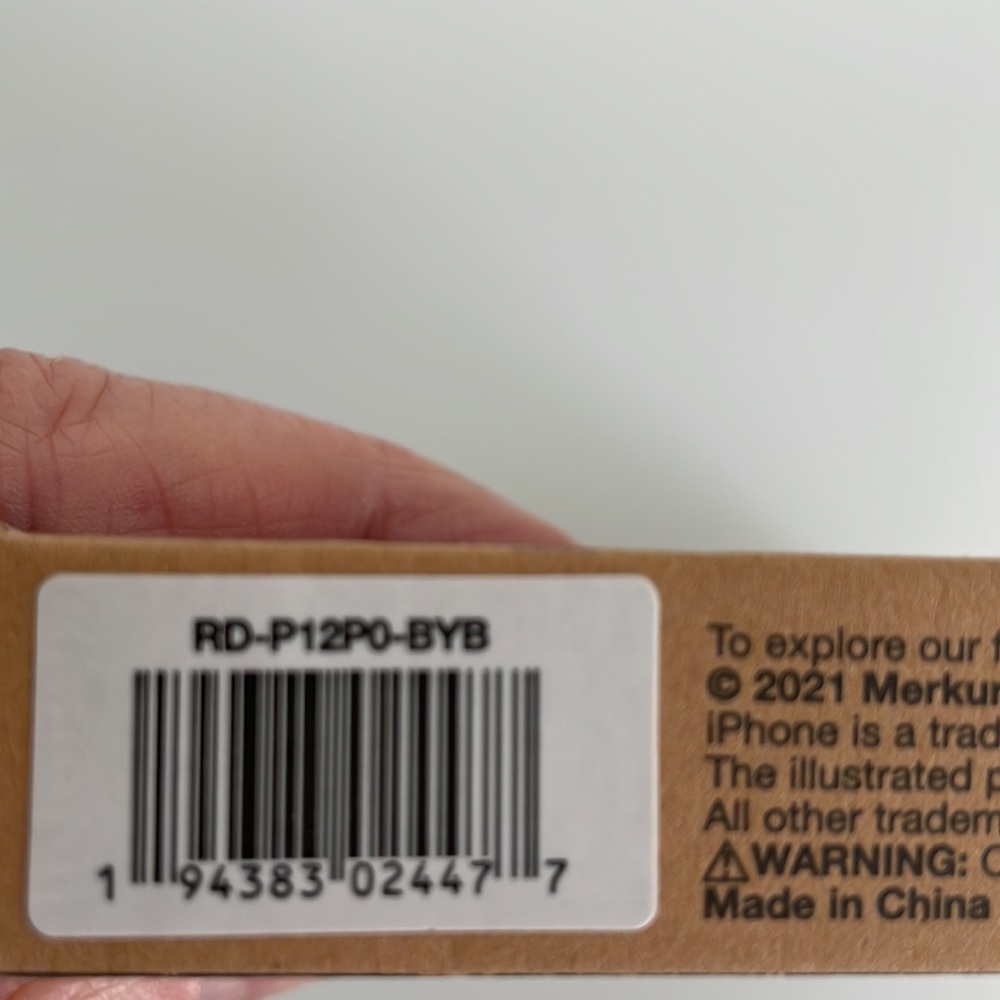 RD-P12P0-BYB
1 94383 02447 7
To explore our
© 2021 Merkur
iPhone is a trad
The illustrated
All other tradem
⚠WARNING:
Made in China